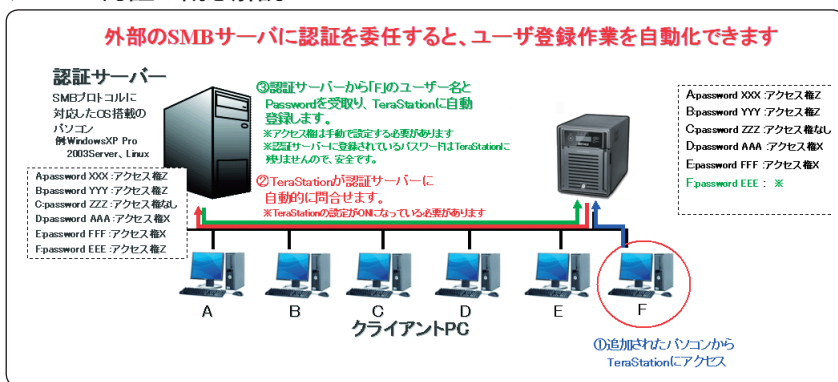 外部のSMBサーバに認証を委任すると、ユーザ登録作業を自動化できます
認証サーバー
SMBプロトコルに
対応したOS搭載の
パソコン
例:WindowsXP Pro
2003Server、Linux
③認証サーバーから「F」のユーザー名と
Passwordを受取り、TeraStationに自動
登録します。
※アクセス権は手動で設定する必要があります
※認証サーバーに登録されているパスワードはTeraStationに
残りませんので、安全です。
②TeraStationが認証サーバーに
自動的に問合せます。
※TeraStationの設定がONになっている必要があります
A:password XXX :アクセス権Z
B:password YYY :アクセス権Z
C:password ZZZ :アクセス権なし
D:password AAA :アクセス権X
E:password FFF :アクセス権X
F:password EEE :アクセス権Z
A:password XXX :アクセス権Z
B:password YYY :アクセス権Z
C:password ZZZ :アクセス権なし
D:password AAA :アクセス権X
E:password FFF :アクセス権X
F:password EEE : ※
A B C D E F
クライアントPC
①追加されたパソコンから
TeraStationにアクセス